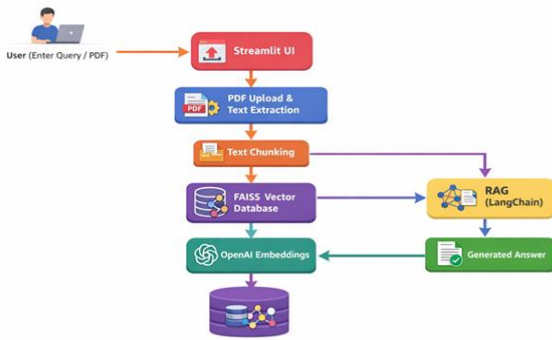 User (Enter Query / PDF)
Streamlit UI
PDF
PDF Upload &
Text Extraction
Text Chunking
FAISS Vector
Database
RAG
(LangChain)
OpenAI Embeddings
Generated Answer